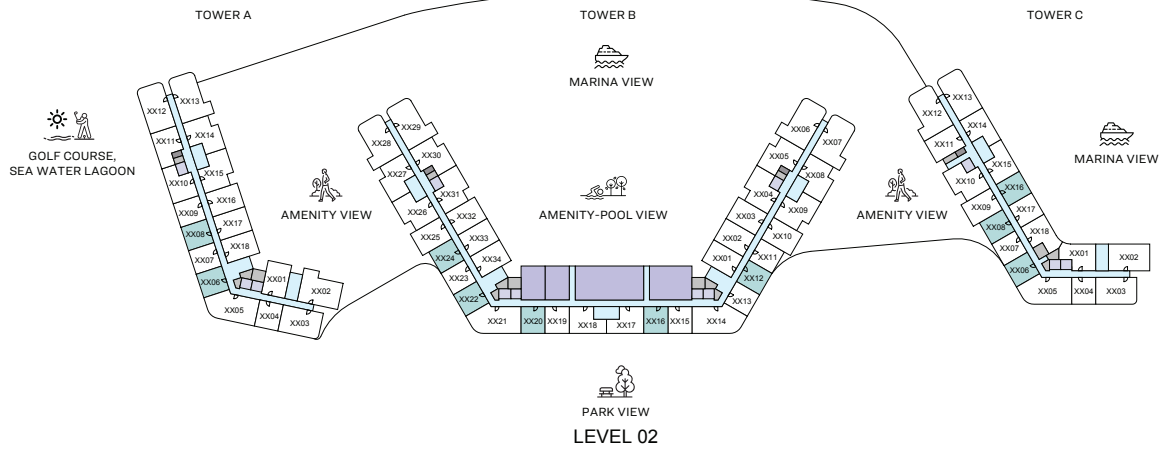 TOWER A
TOWER B
TOWER C
MARINA VIEW
GOLF COURSE,
SEA WATER LAGOON
AMENITY VIEW
AMENITY-POOL VIEW
AMENITY VIEW
MARINA VIEW
XX12
XX13
XX11
XX14
XX10
XX15
XX09
XX16
XX08
XX17
XX07
XX18
XX06
XX01
XX02
XX05
XX04
XX03
XX29
XX28
XX30
XX27
XX31
XX26
XX32
XX25
XX33
XX24
XX34
XX23
XX22
XX21
XX20
XX19
XX18
XX17
XX16
XX15
XX14
XX13
XX12
XX11
XX01
XX10
XX02
XX09
XX03
XX08
XX04
XX05
XX07
XX06
XX13
XX12
XX14
XX11
XX15
XX10
XX16
XX09
XX17
XX08
XX18
XX07
XX01
XX02
XX06
XX05
XX04
XX03
PARK VIEW
LEVEL 02